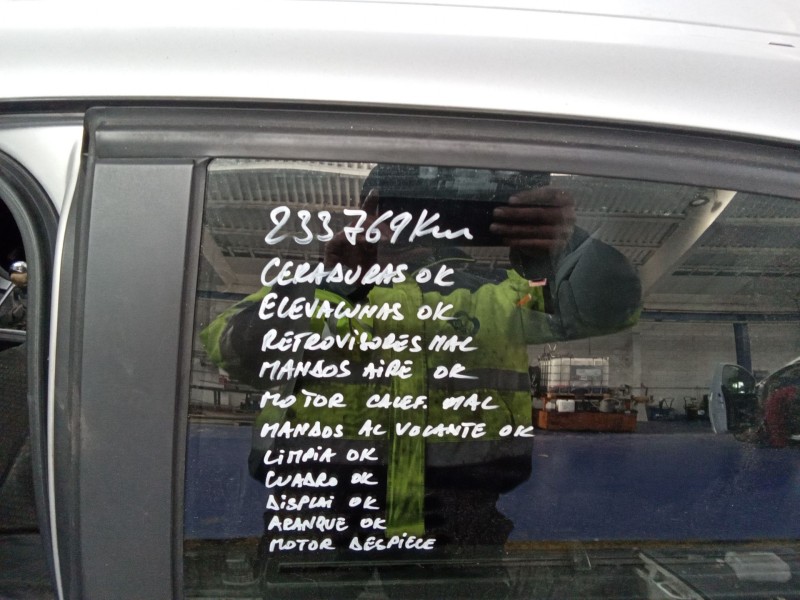 233769Km
CERADURAS OK
ELEVALUNAS OK
RETROVISORES MAL
MANDOS AIRE OK
MOTOR CALEF. MAL
MANDOS AL VOLANTE OK
LIMPIA OK
CUADRO OK
DISPLAI OK
ARANQUE OK
MOTOR DESPIECE